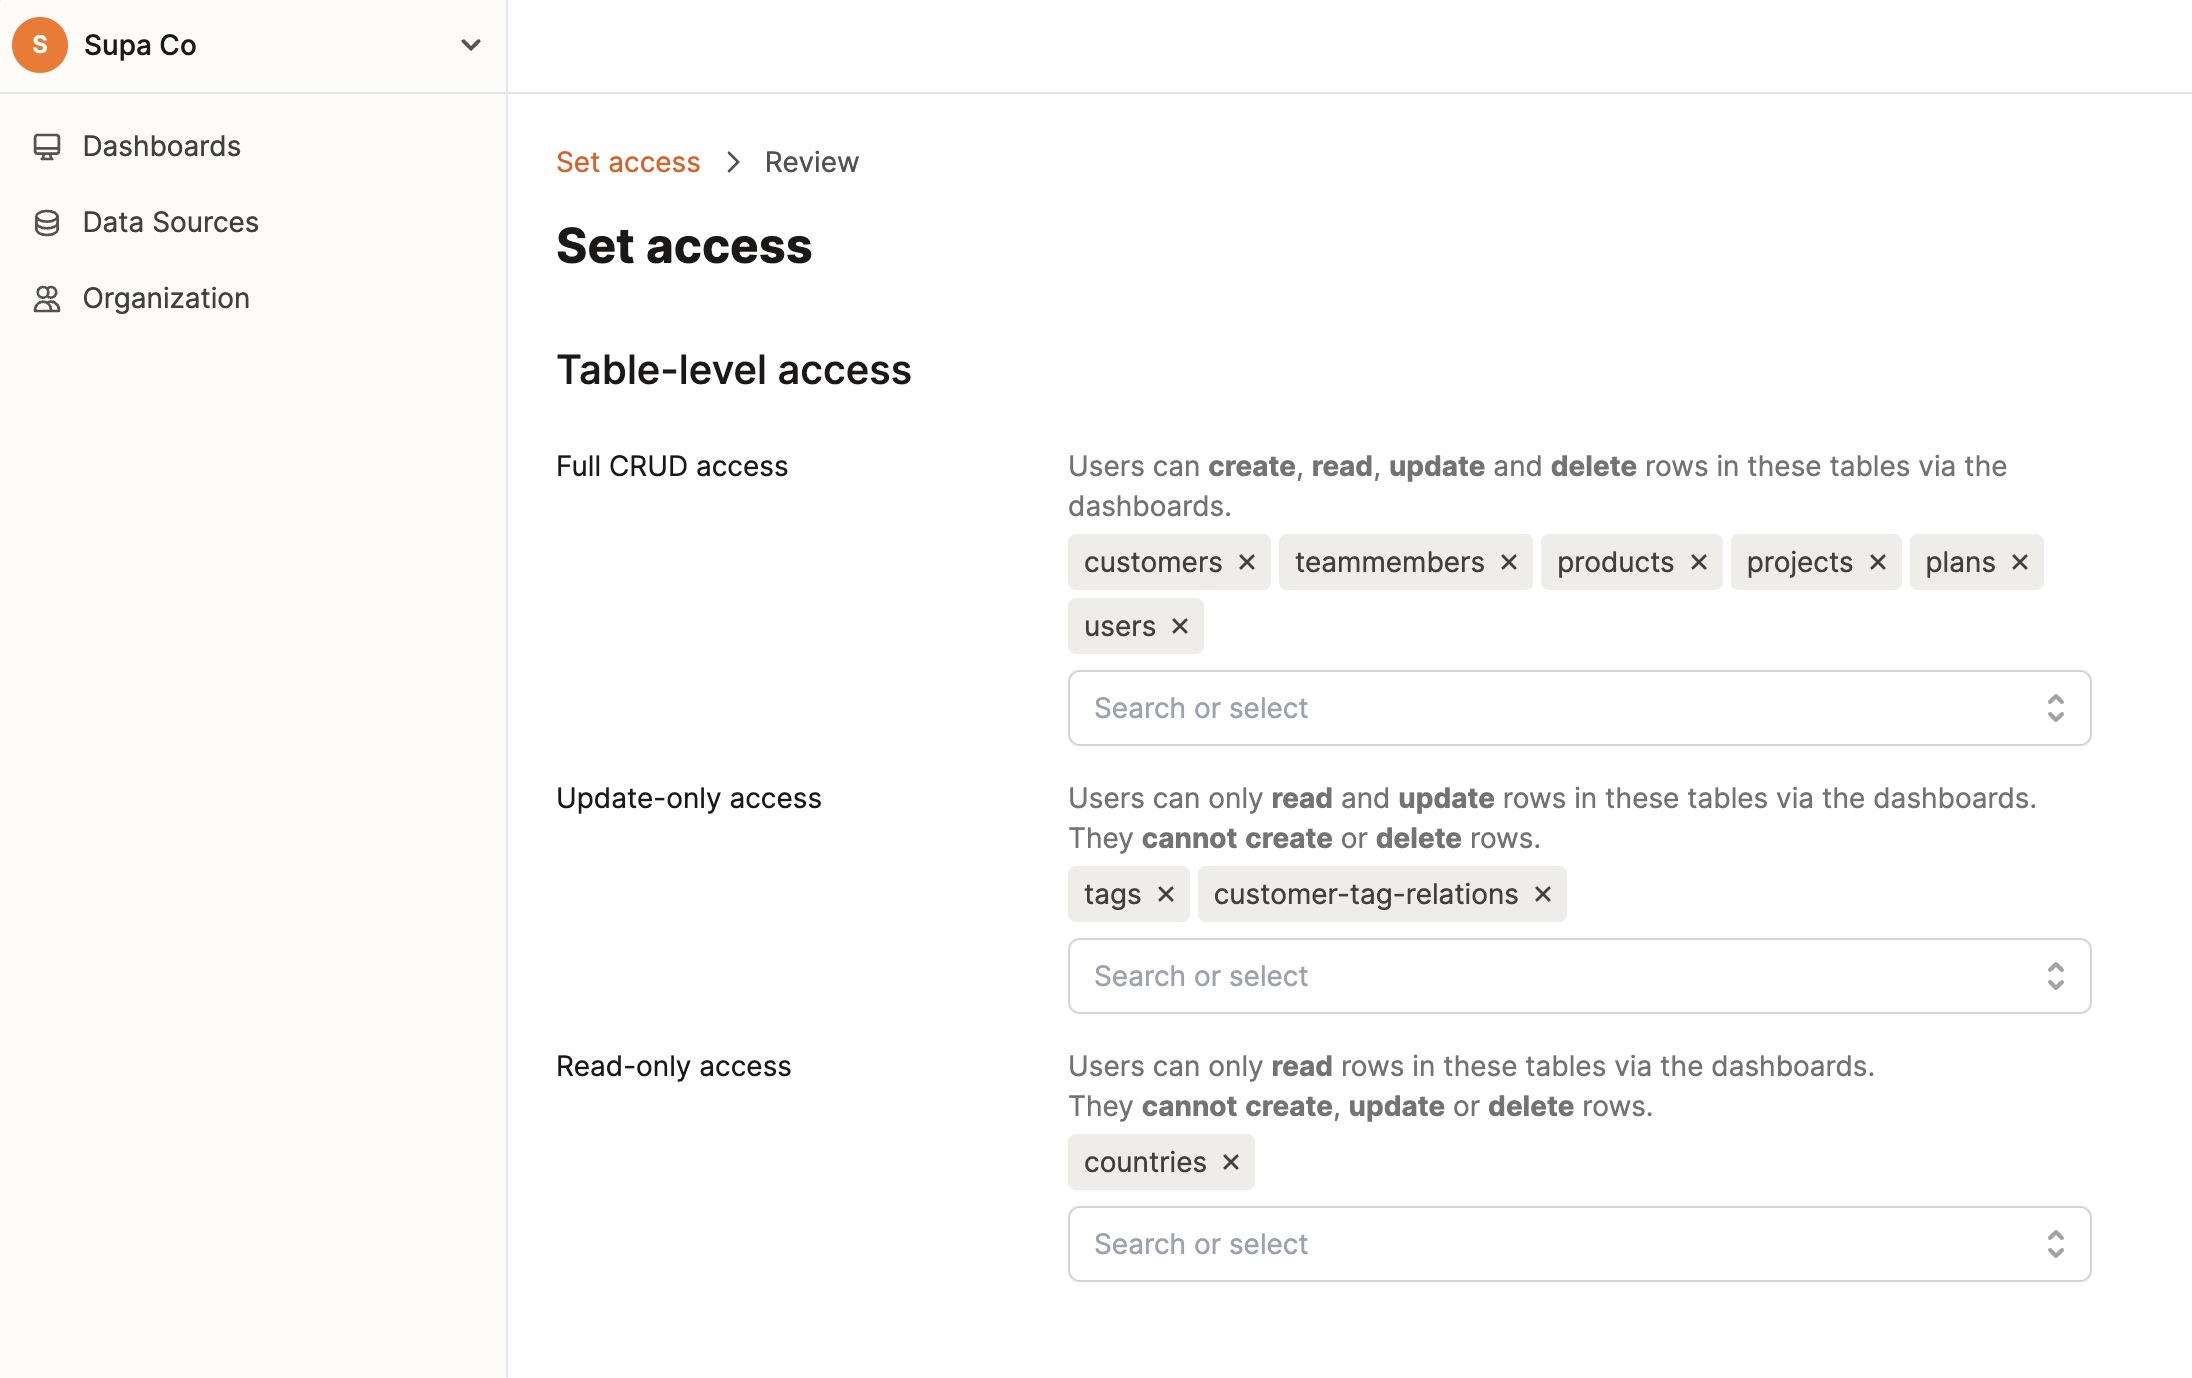 S Supa Co
Dashboards
Data Sources
Organization
Set access > Review
Set access
Table-level access
Full CRUD access
Users can create, read, update and delete rows in these tables via the
dashboards.
customers × teammembers × products × projects × plans ×
users ×
Search or select
Update-only access
Users can only read and update rows in these tables via the dashboards.
They cannot create or delete rows.
tags × customer-tag-relations ×
Search or select
Read-only access
Users can only read rows in these tables via the dashboards.
They cannot create, update or delete rows.
countries ×
Search or select